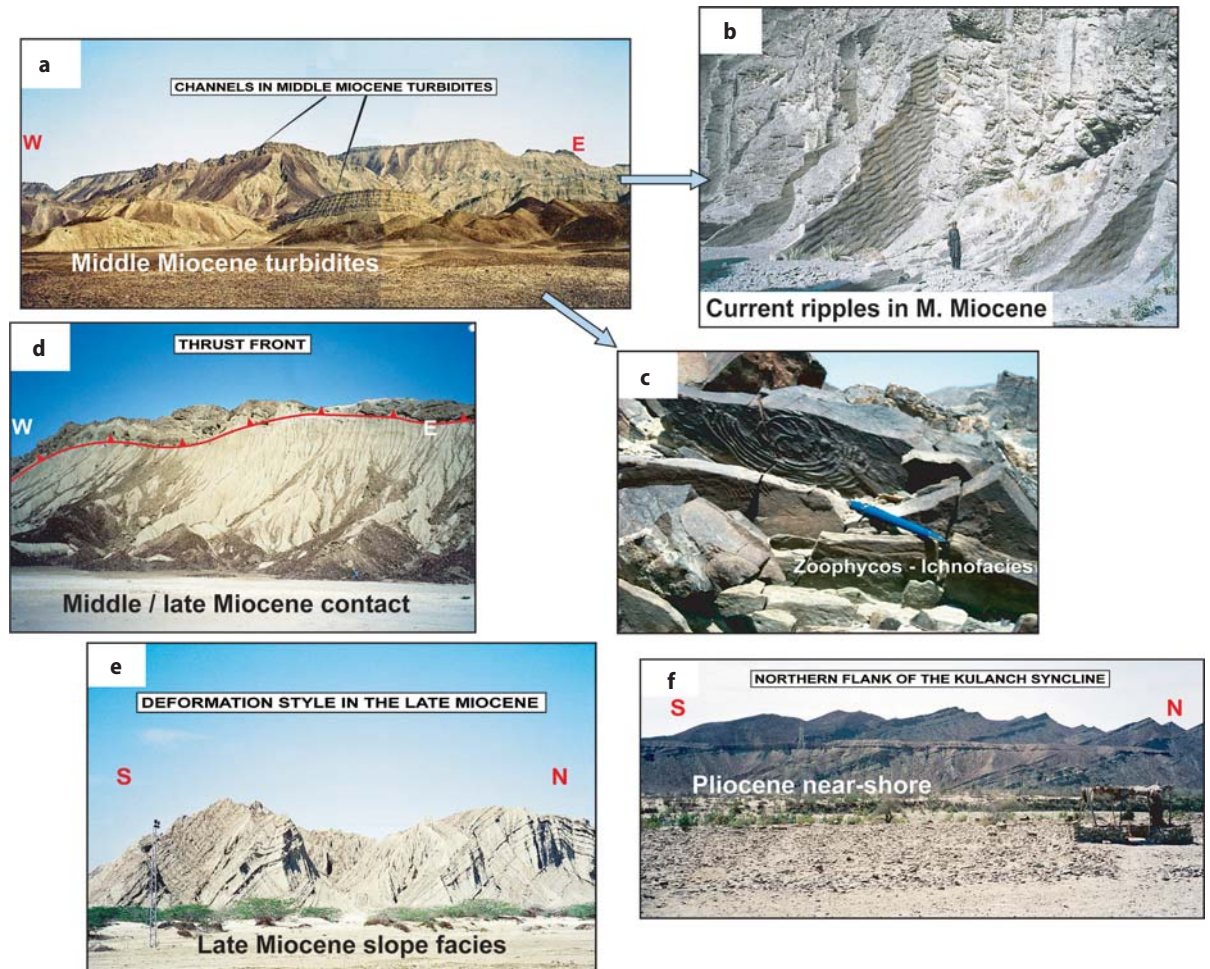 a
CHANNELS IN MIDDLE MIOCENE TURBIDITES
W
E
Middle Miocene turbidites
b
Current ripples in M. Miocene
d
THRUST FRONT
W
E
Middle / late Miocene contact
c
Zoophycos - Ichnofacies
e
DEFORMATION STYLE IN THE LATE MIOCENE
S
N
Late Miocene slope facies
f
NORTHERN FLANK OF THE KULANCH SYNCLINE
S
N
Pliocene near-shore